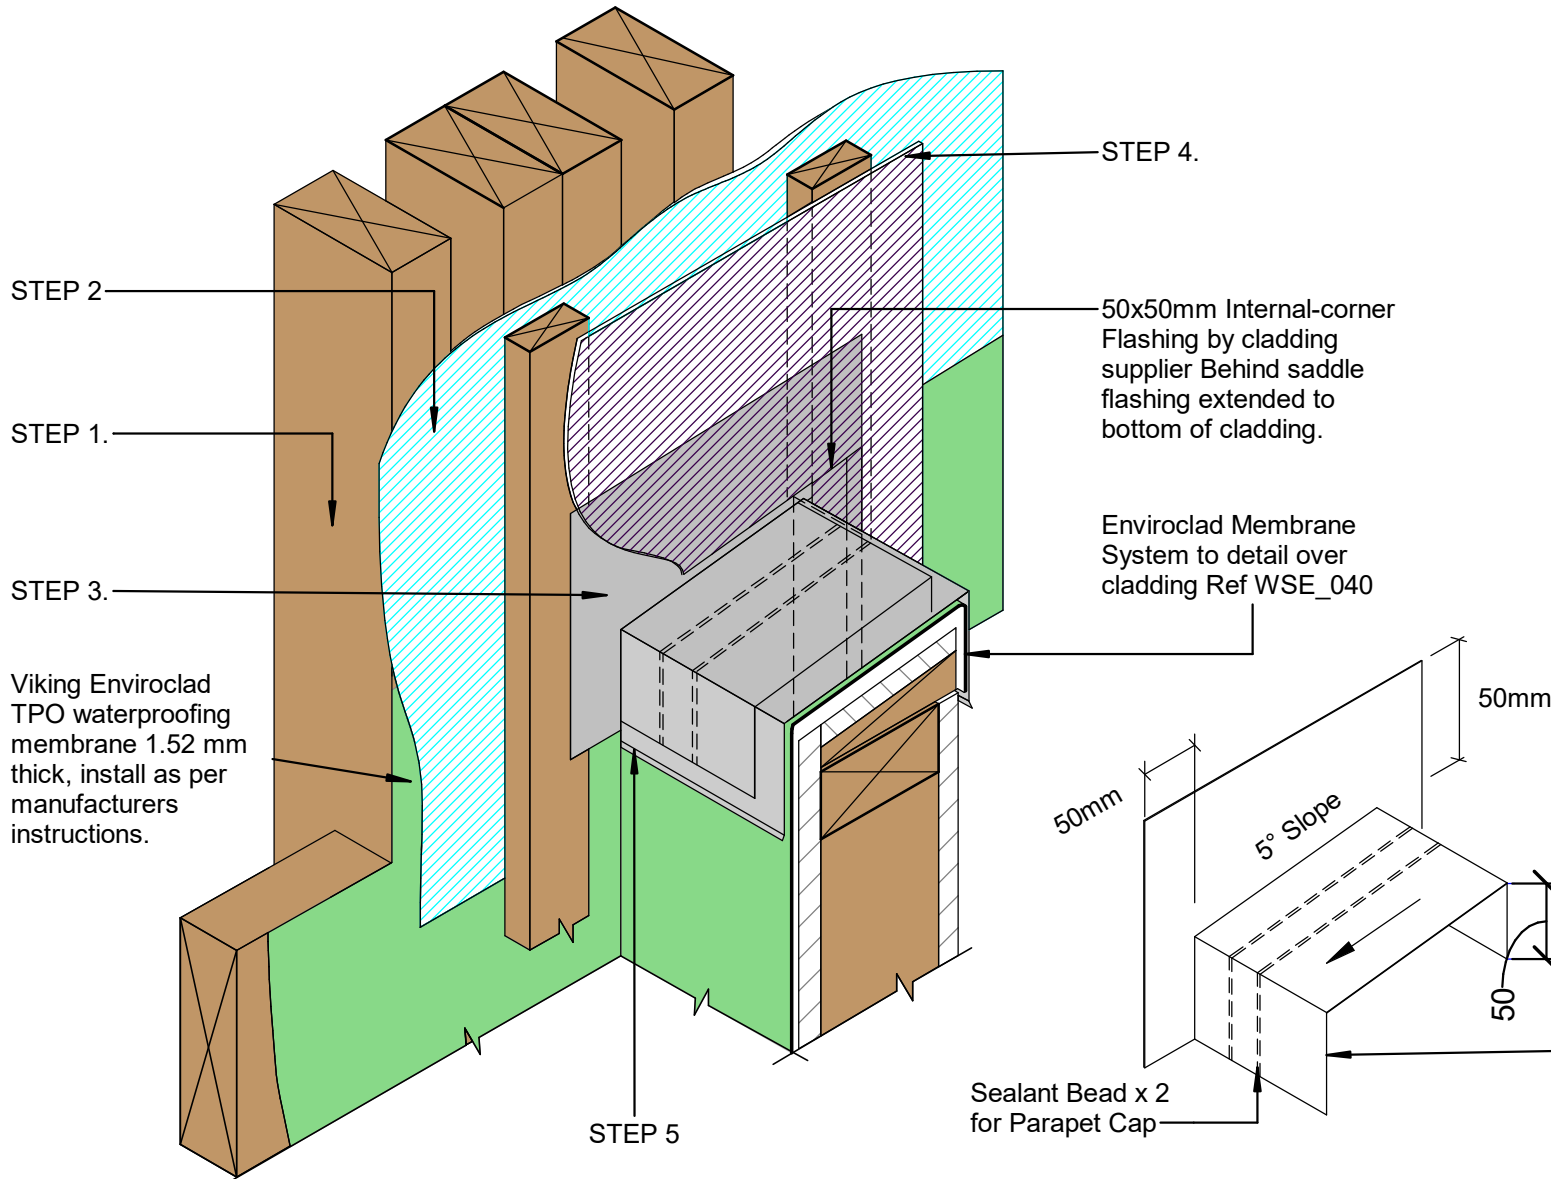 STEP 4.
STEP 2
50x50mm Internal-corner
Flashing by cladding
supplier Behind saddle
flashing extended to
bottom of cladding.
STEP 1.
Enviroclad Membrane
System to detail over
cladding Ref WSE_040
STEP 3.
Viking Enviroclad
TPO waterproofing
membrane 1.52 mm
thick, install as per
manufacturers
instructions.
50mm
50mm
5° Slope
50
Sealant Bead x 2
for Parapet Cap
STEP 5